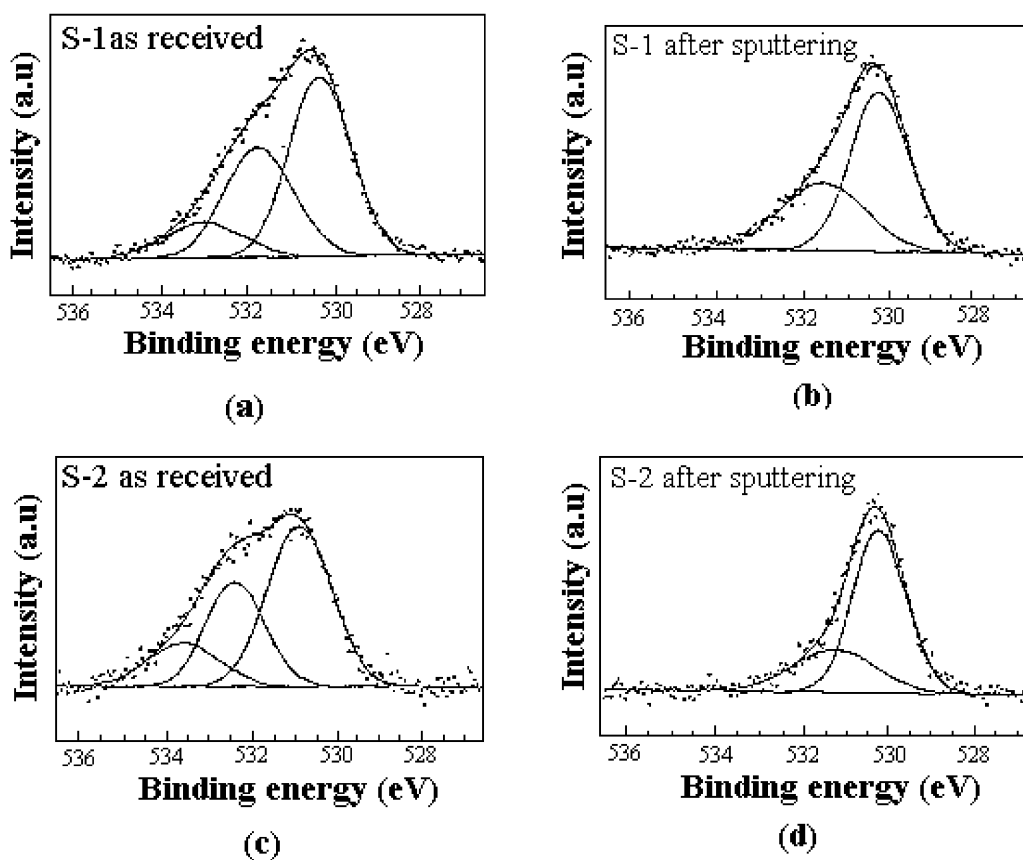 S-1as received
Intensity (a.u)
536 534 532 530 528
Binding energy (eV)
(a)
S-1 after sputtering
Intensity (a.u)
536 534 532 530 528
Binding energy (eV)
(b)
S-2 as received
Intensity (a.u)
536 534 532 530 528
Binding energy (eV)
(c)
S-2 after sputtering
Intensity (a.u)
536 534 532 530 528
Binding energy (eV)
(d)